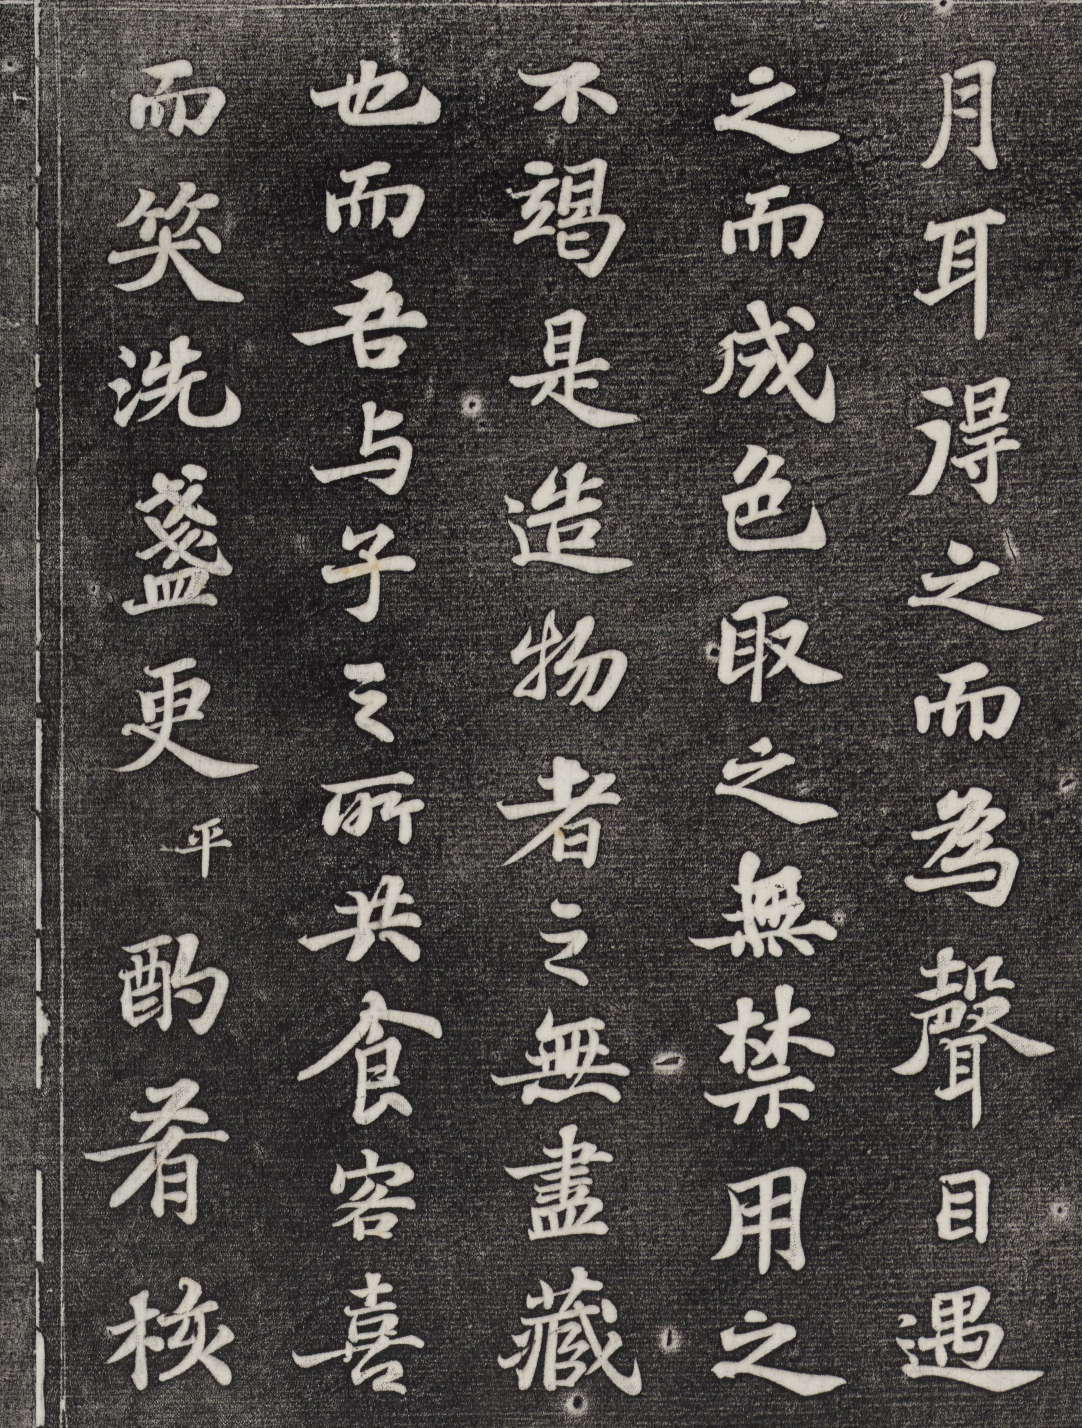 月耳得之而為聲目遇
之而成色取之無禁用之
不竭是造物者之無盡藏
也而吾与子之所共食客喜
而笑洗盞更平酌肴核